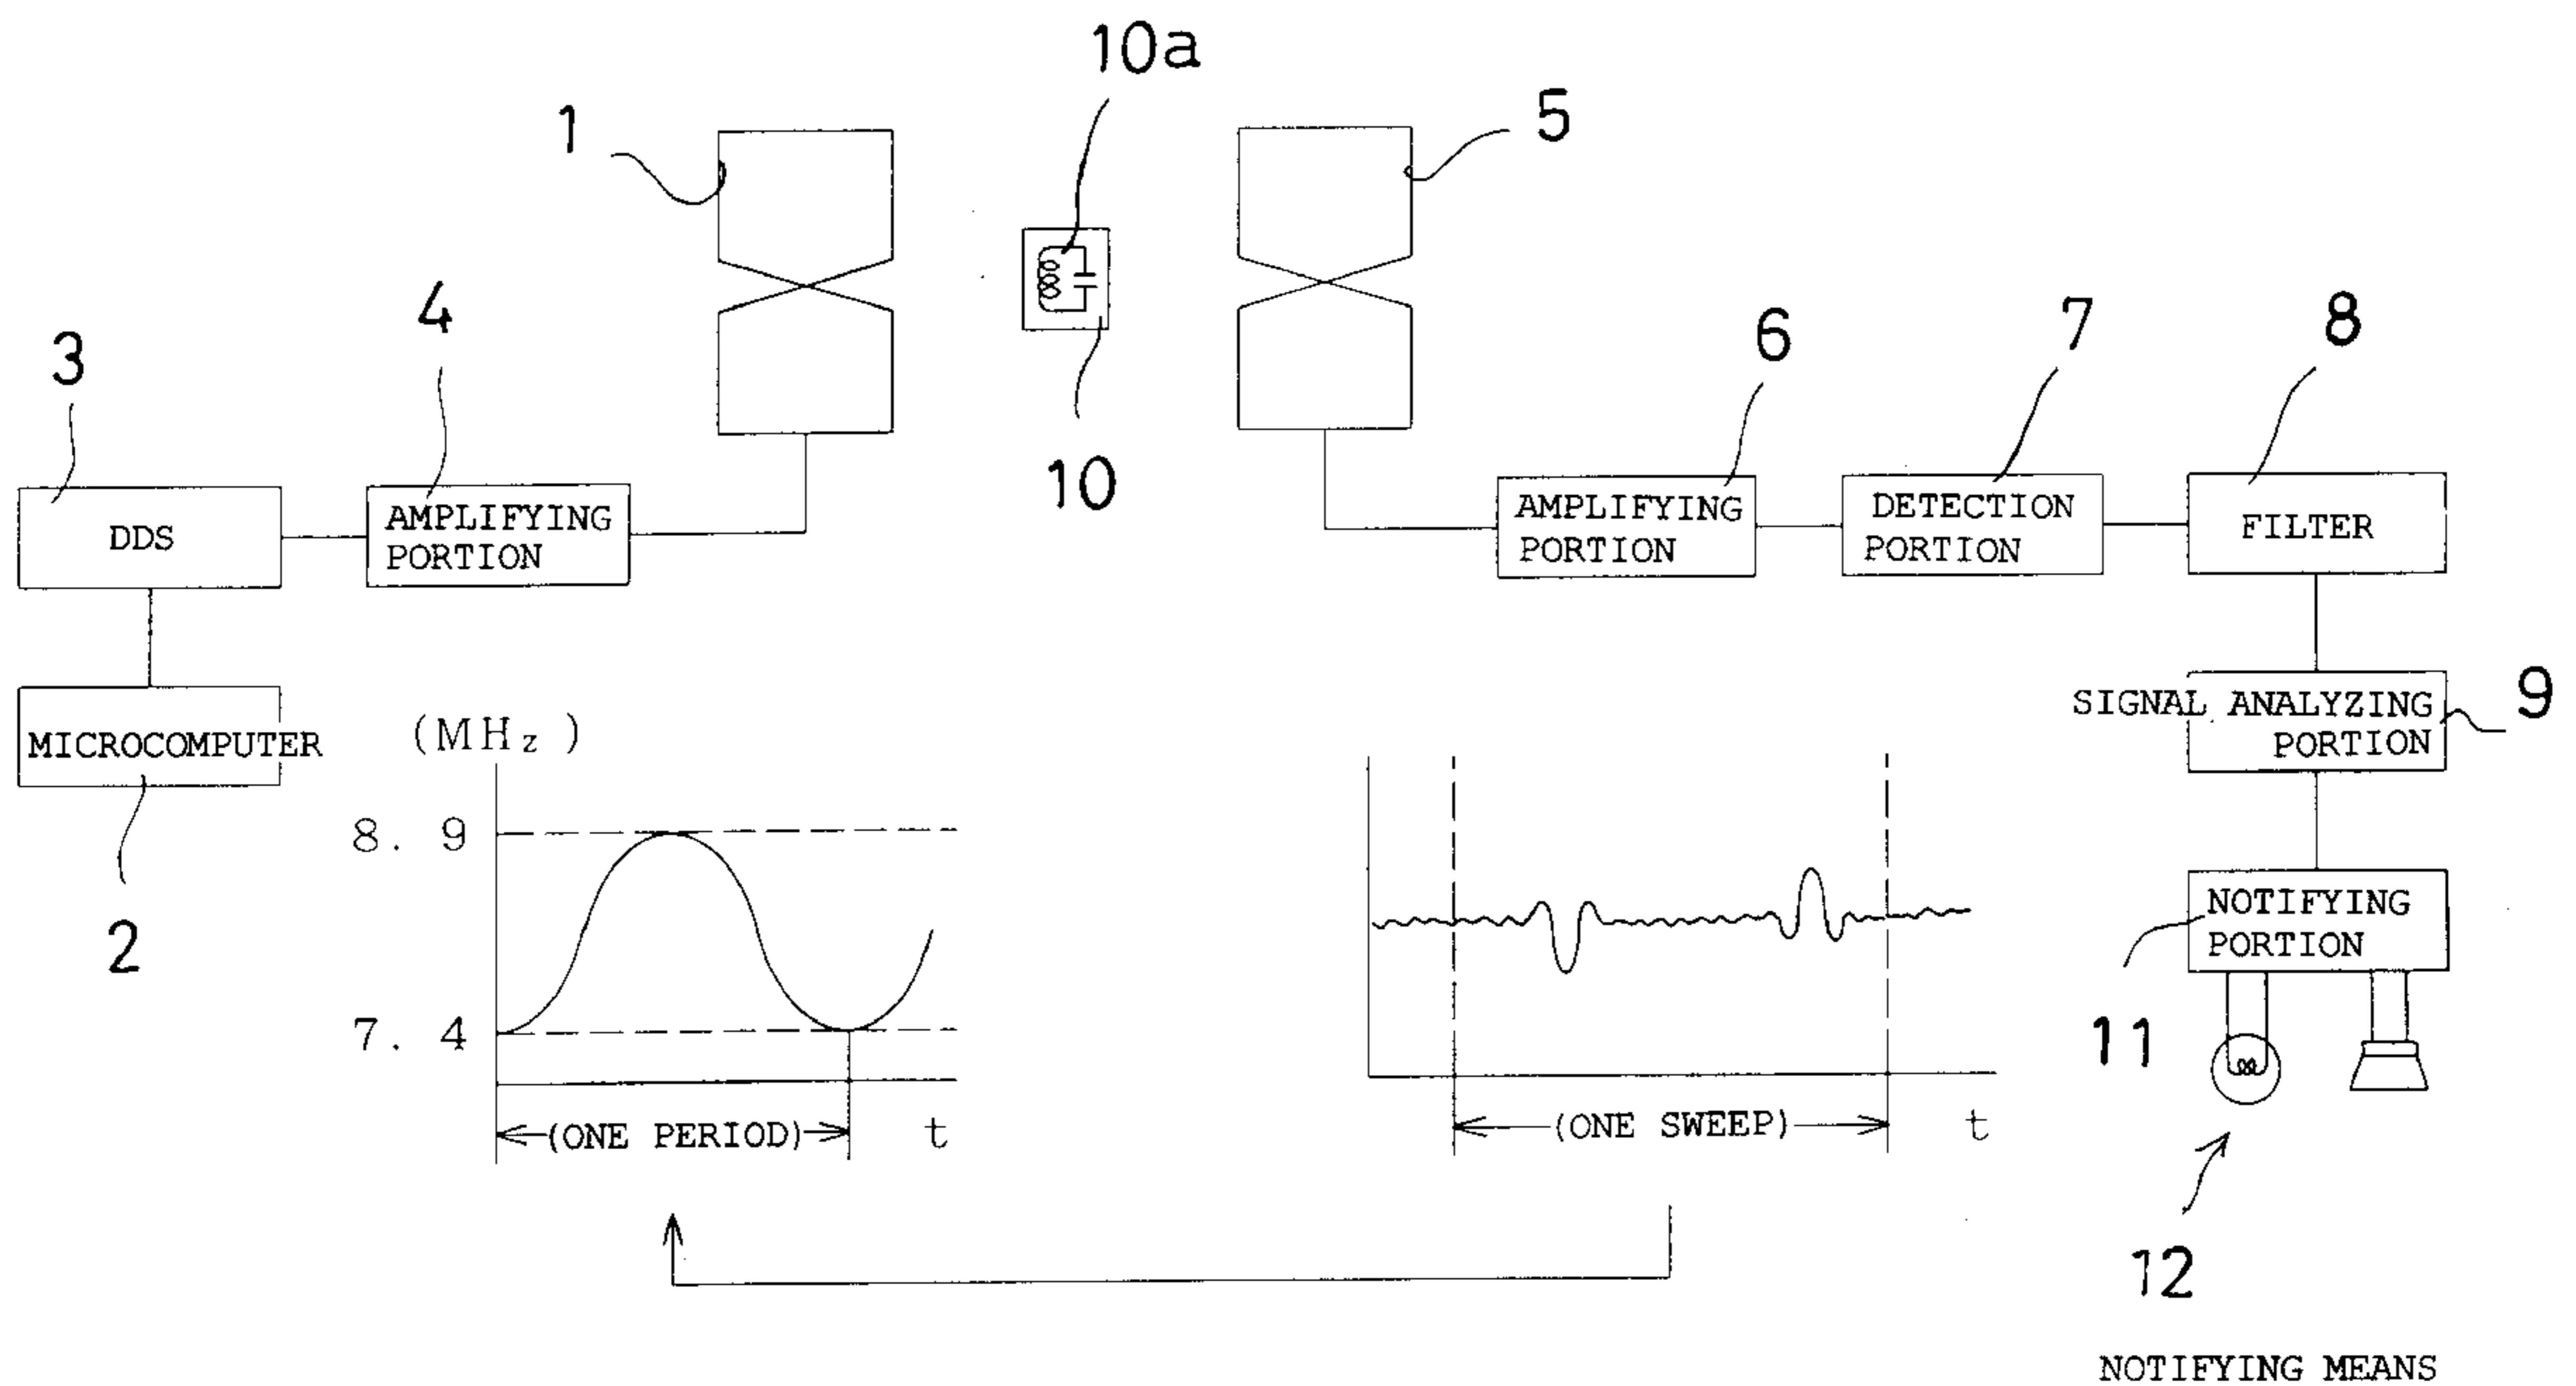 10a
1
5
4
3
6
7
8
10
DDS
AMPLIFYING
PORTION
AMPLIFYING
PORTION
DETECTION
PORTION
FILTER
MICROCOMPUTER
2
SIGNAL ANALYZING
PORTION
9
(MHz)
8. 9
7. 4
(ONE PERIOD)
t
(ONE SWEEP)
t
NOTIFYING
PORTION
11
12
NOTIFYING MEANS